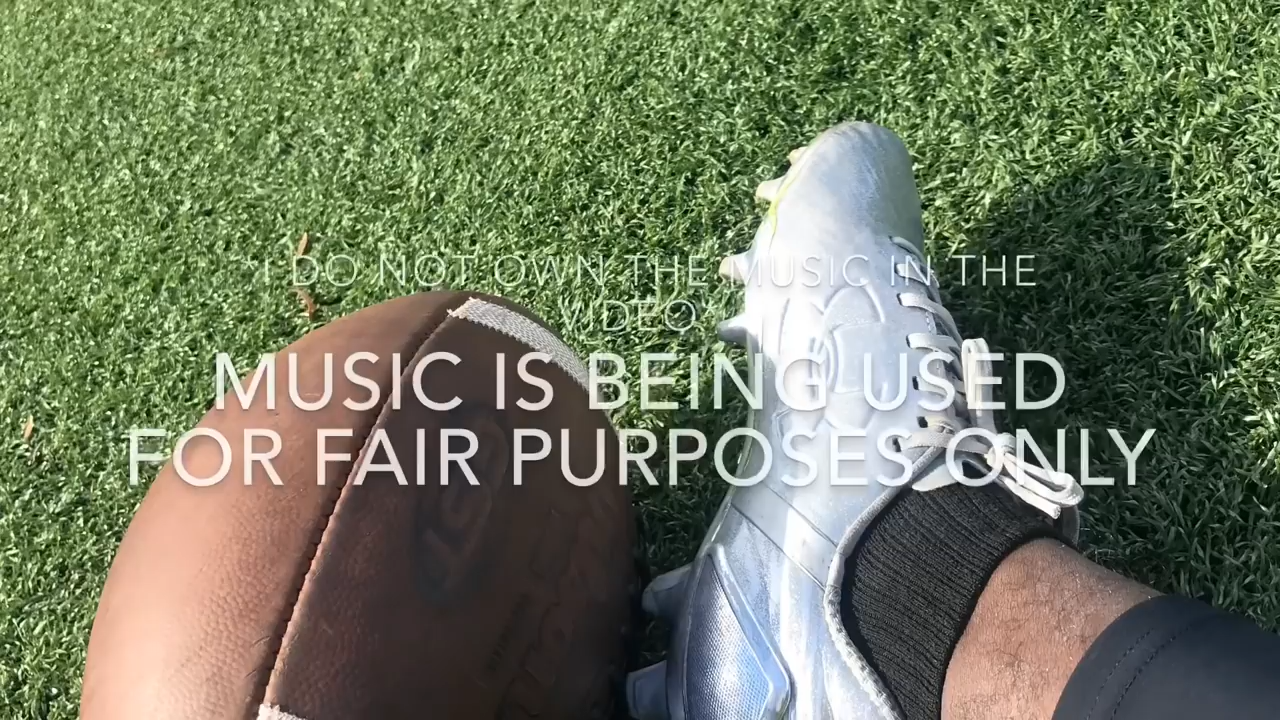 *I DO NOT OWN THE MUSIC IN THE
VIDEO*
MUSIC IS BEING USED
FOR FAIR PURPOSES ONLY